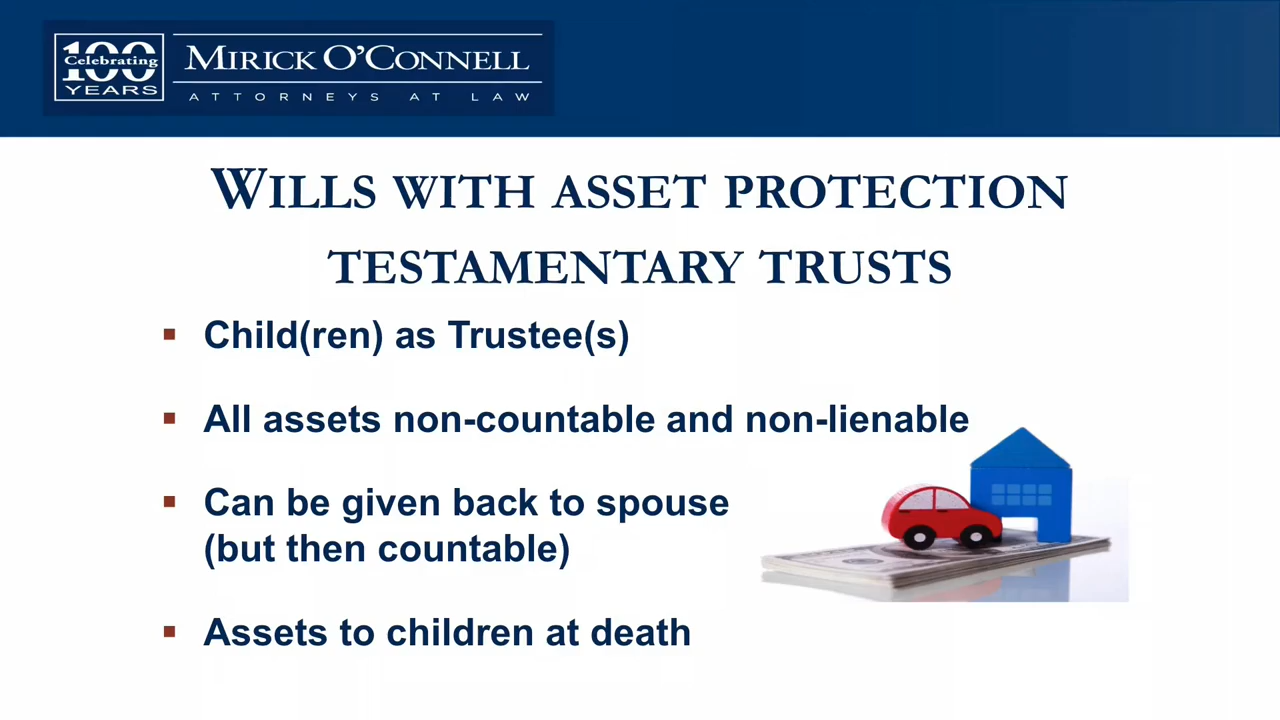 100
Celebrating
YEARS
MIRICK O'CONNELL
ATTORNEYS AT LAW
WILLS WITH ASSET PROTECTION
TESTAMENTARY TRUSTS
▪ Child(ren) as Trustee(s)
▪ All assets non-countable and non-lienable
▪ Can be given back to spouse
(but then countable)
▪ Assets to children at death